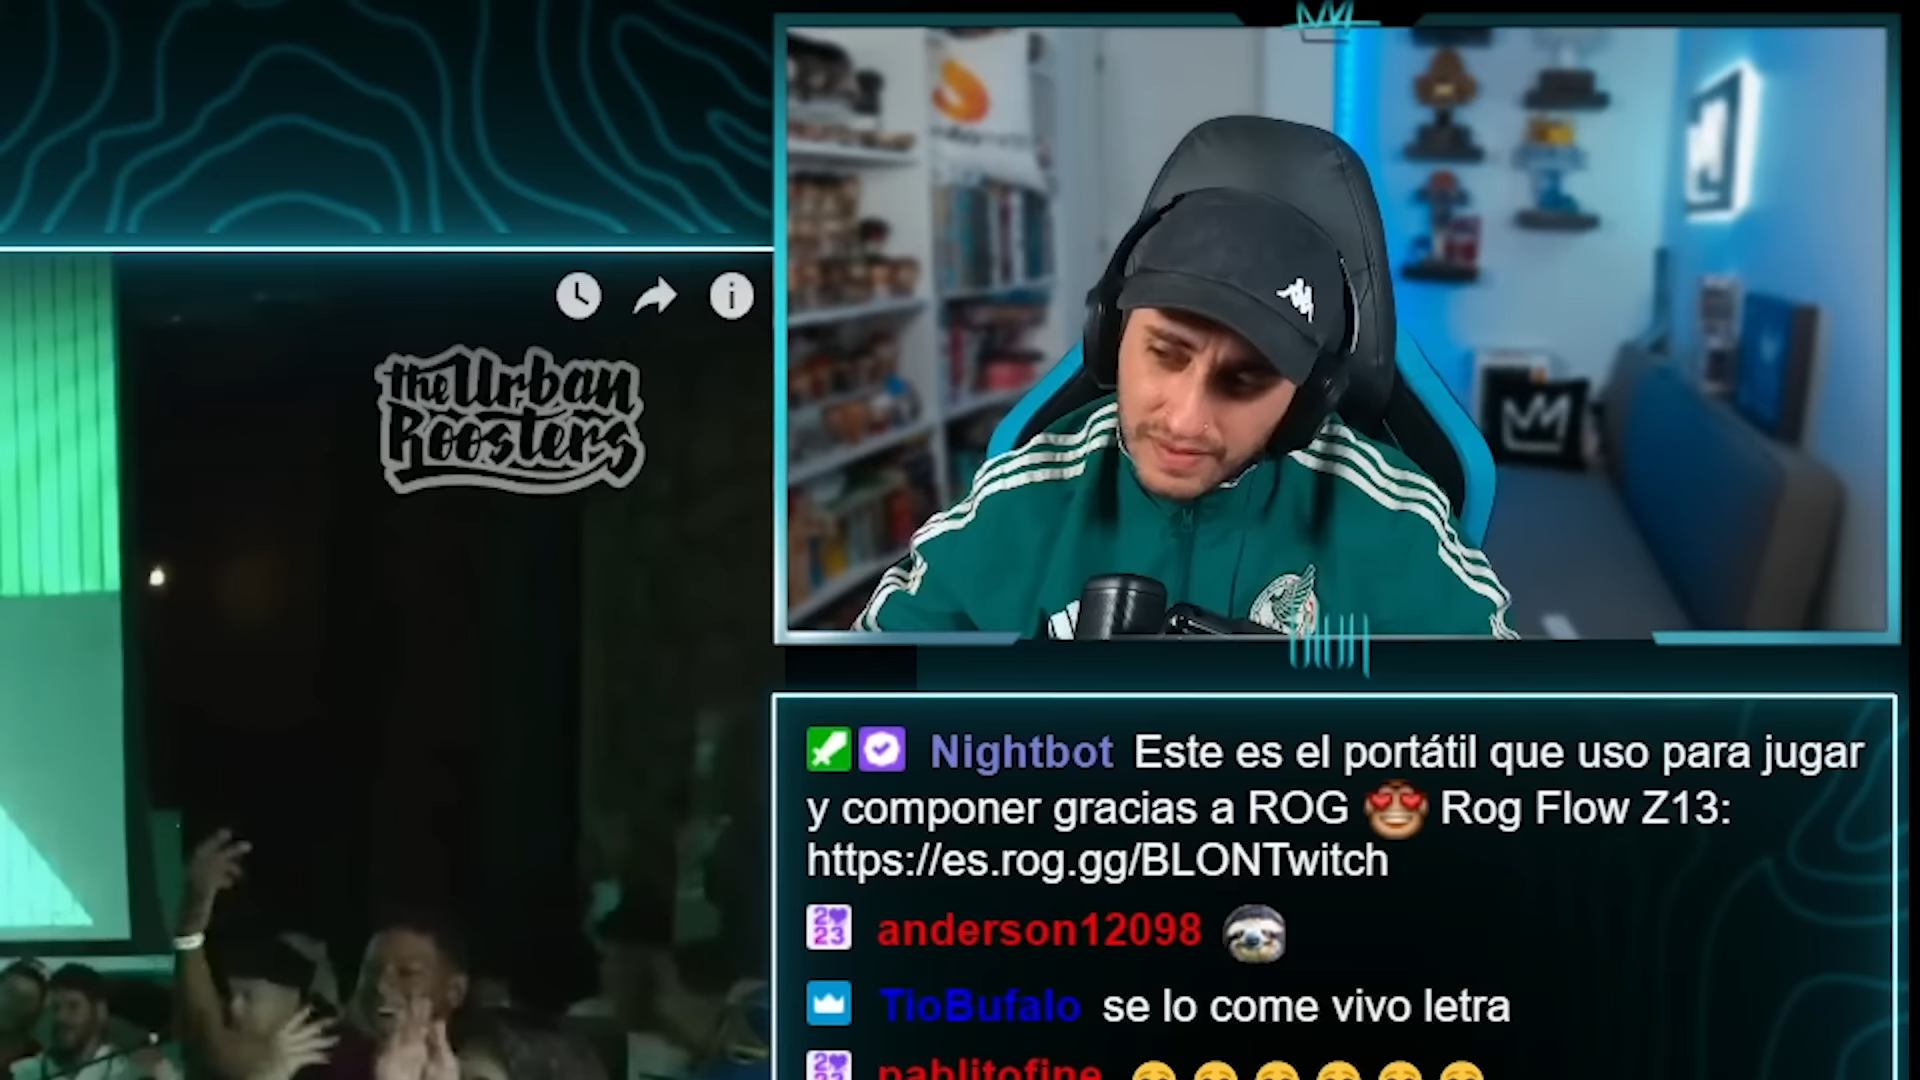 the Urban
Roosters
Nightbot Este es el portátil que uso para jugar
y componer gracias a ROG 😍 Rog Flow Z13:
https://es.rog.gg/BLONTwitch
2023 anderson12098
TioBufalo se lo come vivo letra
pablitofine